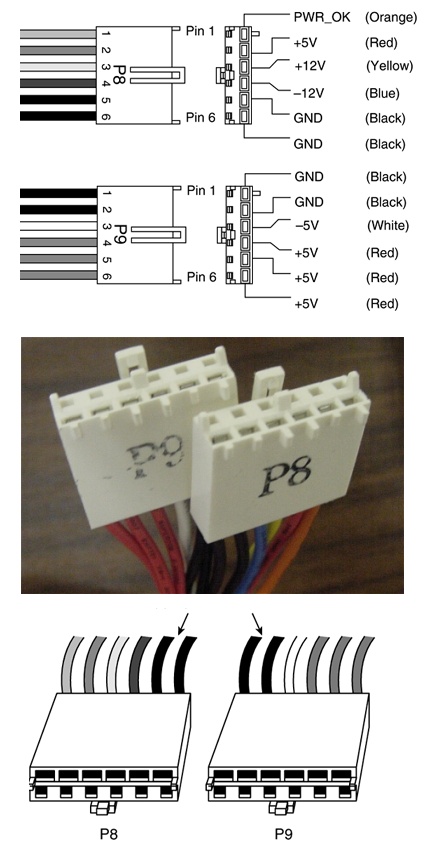 PWR_OK (Orange)
Pin 1
1
+5V (Red)
2
+12V (Yellow)
3
P8
4
–12V (Blue)
5
GND (Black)
6
Pin 6
GND (Black)
GND (Black)
Pin 1
1
GND (Black)
2
–5V (White)
3
P9
4
+5V (Red)
5
+5V (Red)
6
Pin 6
+5V (Red)
P9
P8
P8 P9